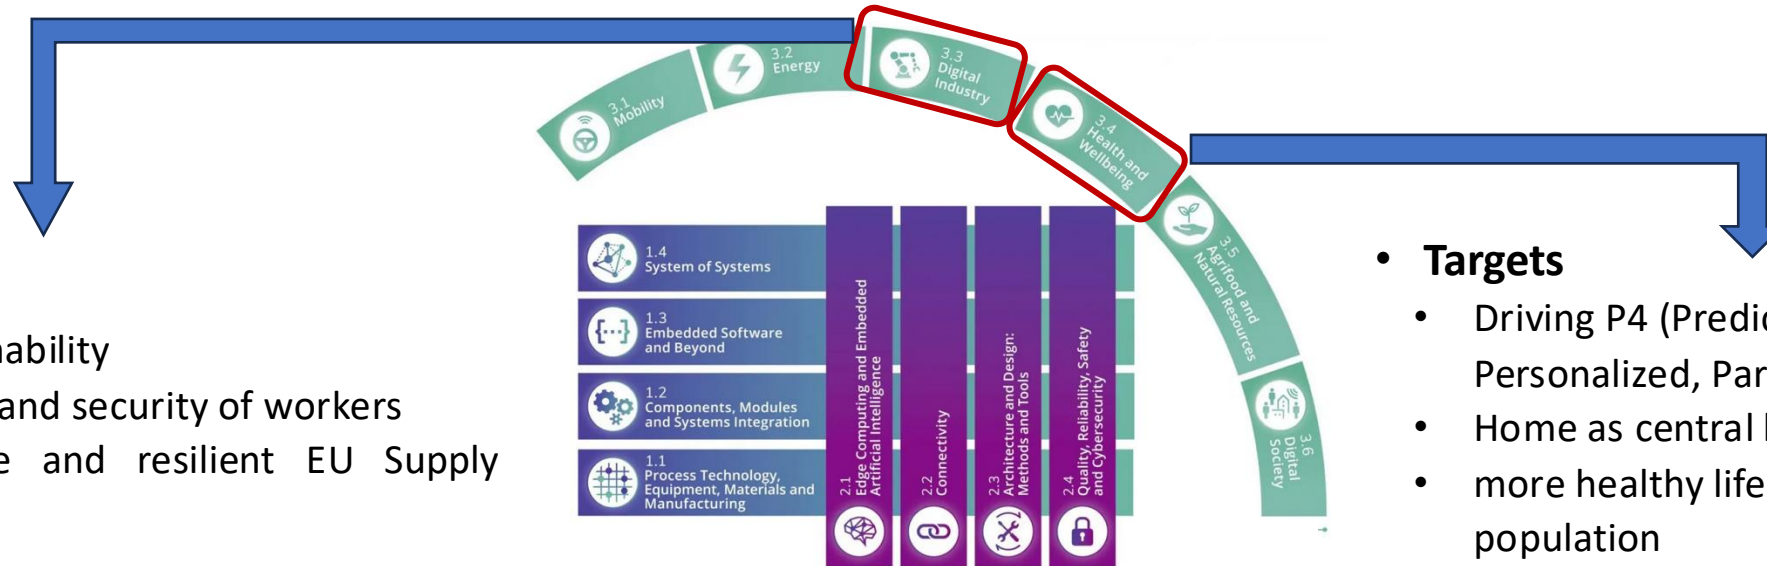 3.1
Mobility
3.2
Energy
3.3
Digital
Industry
3.4
Health and
Wellbeing
3.5
Agrifood and
Natural Resources
3.6
Digital
Society
1.4
System of Systems
1.3
Embedded Software
and Beyond
1.2
Components, Modules
and Systems Integration
1.1
Process Technology,
Equipment, Materials and
Manufacturing
2.1
Edge Computing and Embedded
Artificial Intelligence
2.2
Connectivity
2.3
Architecture and Design:
Methods and Tools
2.4
Quality, Reliability, Safety
and Cybersecurity
nability
and security of workers
e and resilient EU Supply
• Targets
• Driving P4 (Predic
Personalized, Par
• Home as central
• more healthy life
population